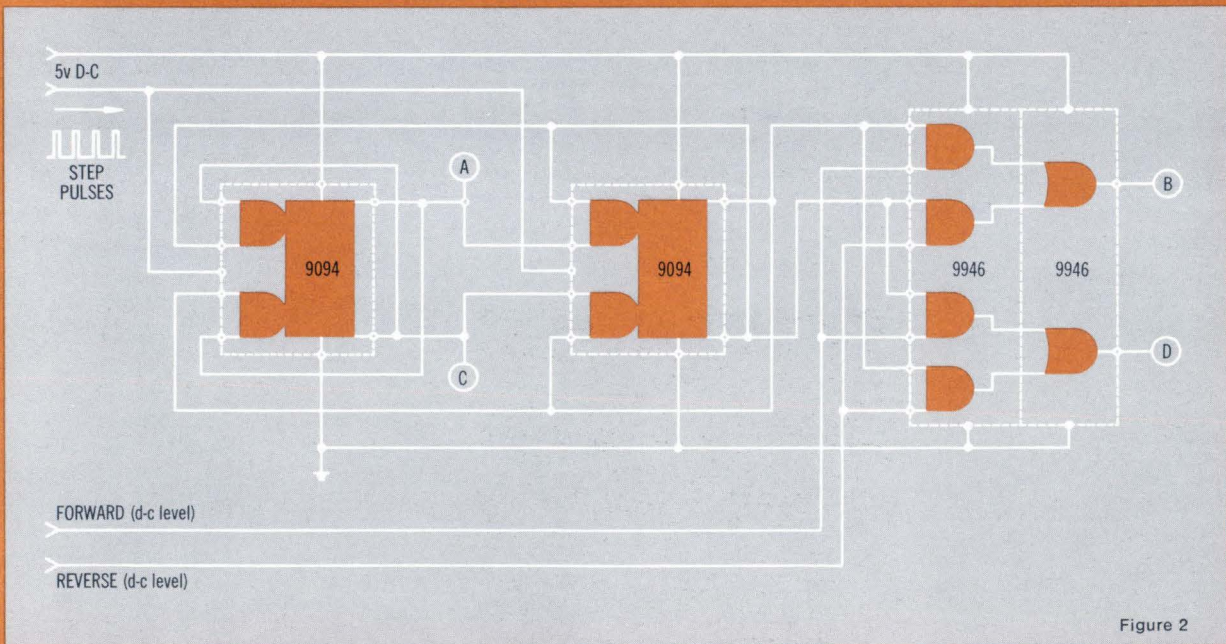 5v D-C
STEP
PULSES
A
C
9094
9094
9946
9946
B
D
FORWARD (d-c level)
REVERSE (d-c level)
Figure 2